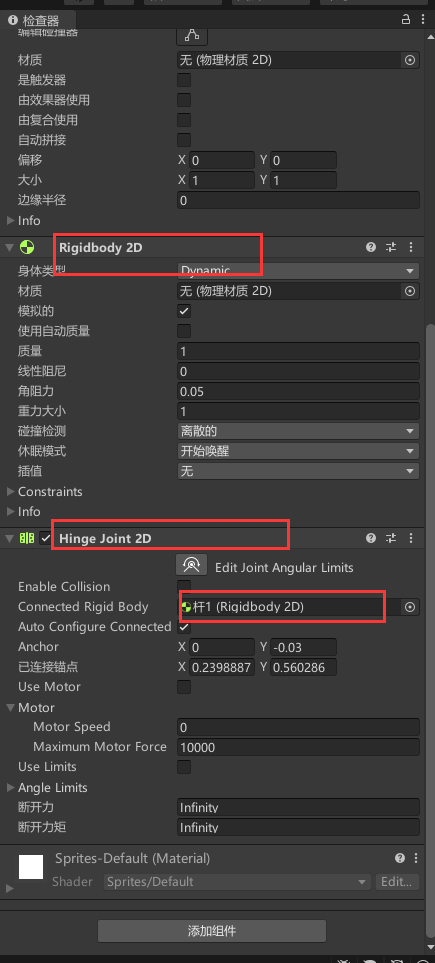 检查器
编辑碰撞器
材质 无 (物理材质 2D)
是触发器
由效果器使用
由复合使用
自动拼接
偏移 X 0 Y 0
大小 X 1 Y 1
边缘半径 0
Info
Rigidbody 2D
身体类型 Dynamic
材质 无 (物理材质 2D)
模拟的
使用自动质量
质量 1
线性阻尼 0
角阻力 0.05
重力大小 1
碰撞检测 离散的
休眠模式 开始唤醒
插值 无
Constraints
Info
Hinge Joint 2D
Edit Joint Angular Limits
Enable Collision
Connected Rigid Body 杆1 (Rigidbody 2D)
Auto Configure Connected
Anchor X 0 Y -0.03
已连接锚点 X 0.2398887 Y 0.560286
Use Motor
Motor
Motor Speed 0
Maximum Motor Force 10000
Use Limits
Angle Limits
断开力 Infinity
断开力矩 Infinity
Sprites-Default (Material)
Shader Sprites/Default Edit...
添加组件